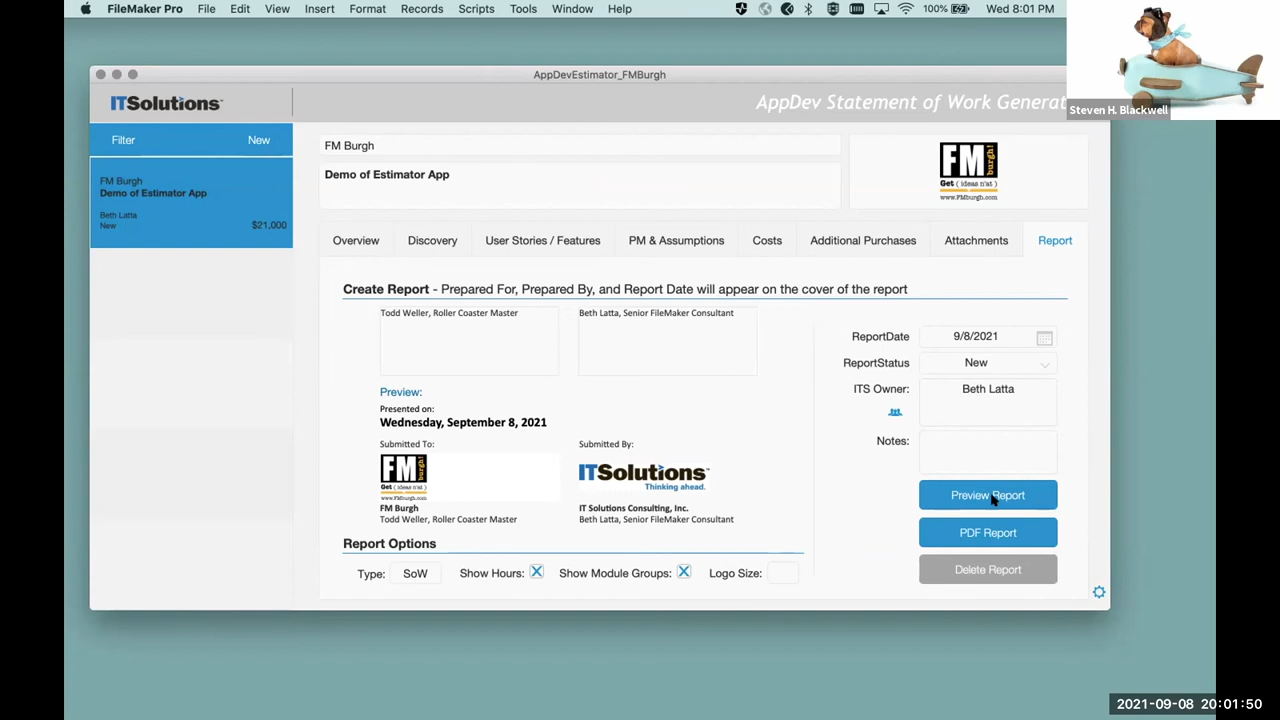 FileMaker Pro File Edit View Insert Format Records Scripts Tools Window Help 100% Wed 8:01 PM
AppDevEstimator_FMBurgh
Steven H. Blackwell
ITSolutions
AppDev Statement of Work Generat
Filter New
FM Burgh
Demo of Estimator App
Beth Latta
New $21,000
FM Burgh
Demo of Estimator App
FM burgh!
Get { ideas n'at }
www.FMburgh.com
Overview Discovery User Stories / Features PM & Assumptions Costs Additional Purchases Attachments Report
Create Report - Prepared For, Prepared By, and Report Date will appear on the cover of the report
Todd Weller, Roller Coaster Master
Beth Latta, Senior FileMaker Consultant
Preview:
Presented on:
Wednesday, September 8, 2021
Submitted To:
FM burgh!
Get { ideas n'at }
www.FMburgh.com
FM Burgh
Todd Weller, Roller Coaster Master
Submitted By:
ITSolutions
Thinking ahead.
IT Solutions Consulting, Inc.
Beth Latta, Senior FileMaker Consultant
ReportDate 9/8/2021
ReportStatus New
ITS Owner: Beth Latta
Notes:
Preview Report
PDF Report
Delete Report
Report Options
Type: SoW Show Hours: Show Module Groups: Logo Size:
2021-09-08 20:01:50